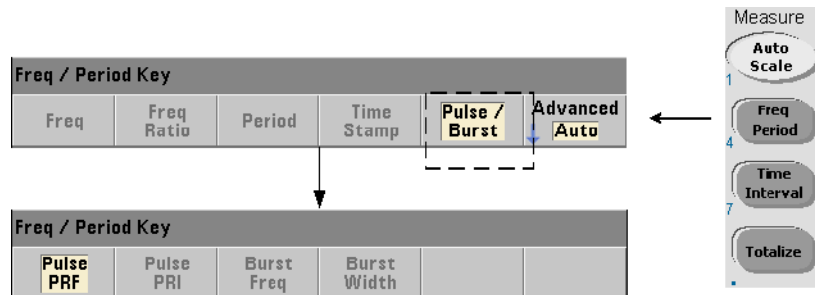 Measure
Auto
Scale
1
Freq / Period Key
Freq
Freq
Ratio
Period
Time
Stamp
Pulse /
Burst
Advanced
Auto
Freq
Period
4
Time
Interval
7
Totalize
.
Freq / Period Key
Pulse
PRF
Pulse
PRI
Burst
Freq
Burst
Width